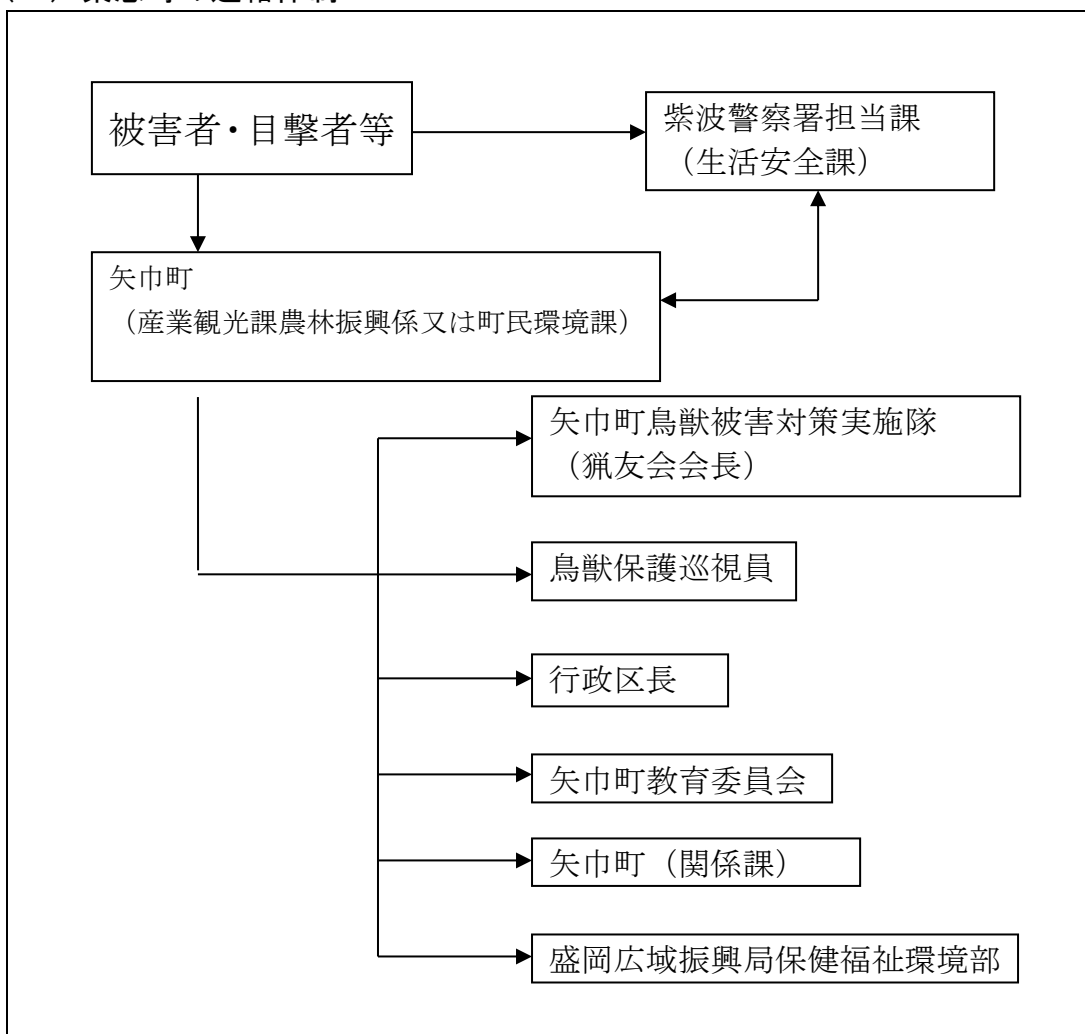 被害者・目撃者等
紫波警察署担当課
（生活安全課）
矢巾町
（産業観光課農林振興係又は町民環境課）
矢巾町鳥獣被害対策実施隊
（猟友会会長）
鳥獣保護巡視員
行政区長
矢巾町教育委員会
矢巾町（関係課）
盛岡広域振興局保健福祉環境部